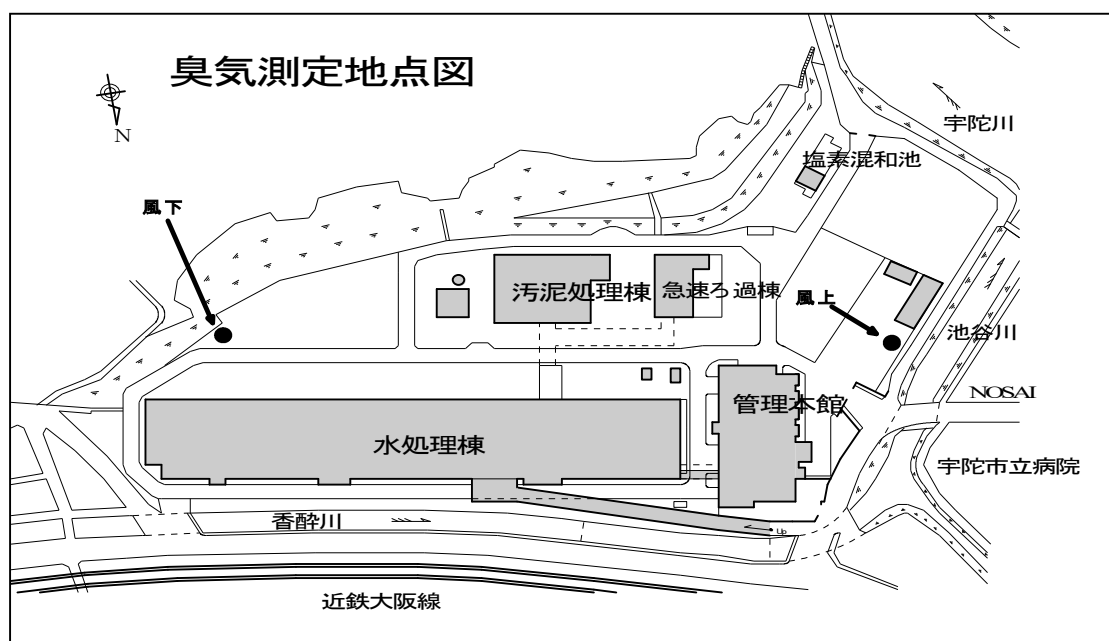 臭気測定地点図
N
宇陀川
塩素混和池
風下
汚泥処理棟
急速ろ過棟
風上
池谷川
NOSAI
管理本館
水処理棟
宇陀市立病院
香酔川
Up
近鉄大阪線